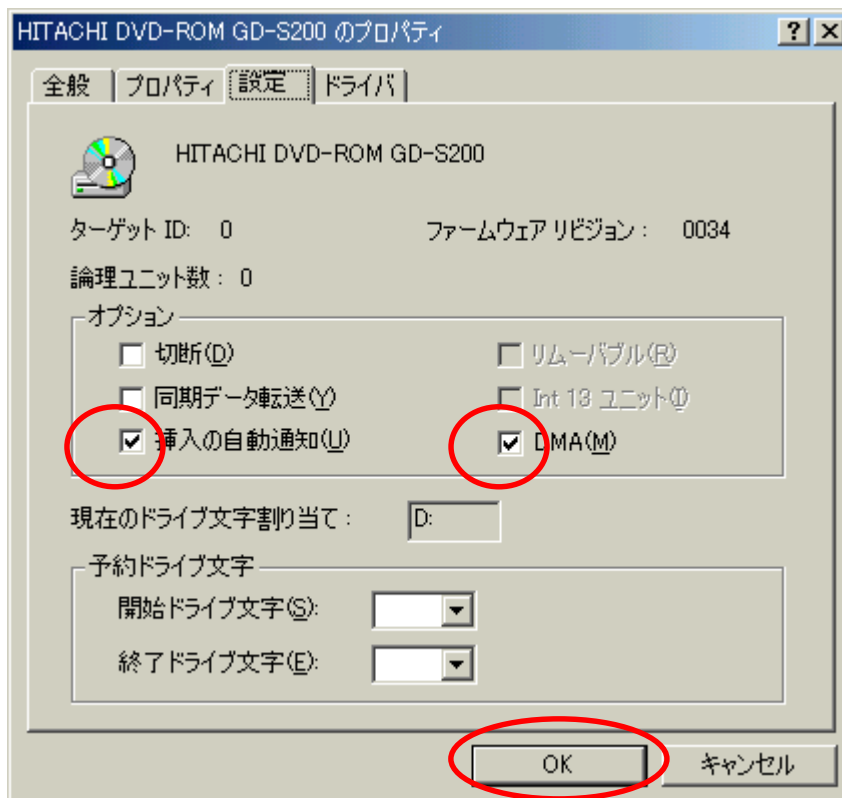 HITACHI DVD-ROM GD-S200 のプロパティ
全般 プロパティ 設定 ドライバ
HITACHI DVD-ROM GD-S200
ターゲット ID: 0 ファームウェア リビジョン : 0034
論理ユニット数 : 0
オプション
切断(D) リムーバブル(R)
同期データ転送(Y) Int 13 ユニット(I)
挿入の自動通知(U) DMA(M)
現在のドライブ文字割り当て : D:
予約ドライブ文字
開始ドライブ文字(S):
終了ドライブ文字(E):
OK キャンセル